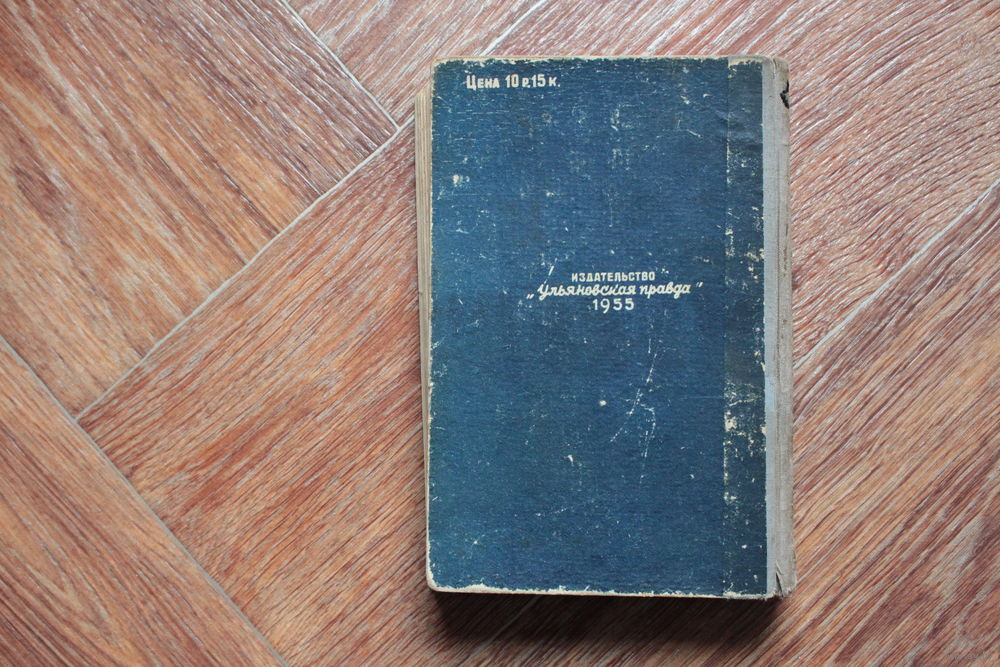 Цена 10 р. 15 к.
ИЗДАТЕЛЬСТВО
„Ульяновская правда"
1955